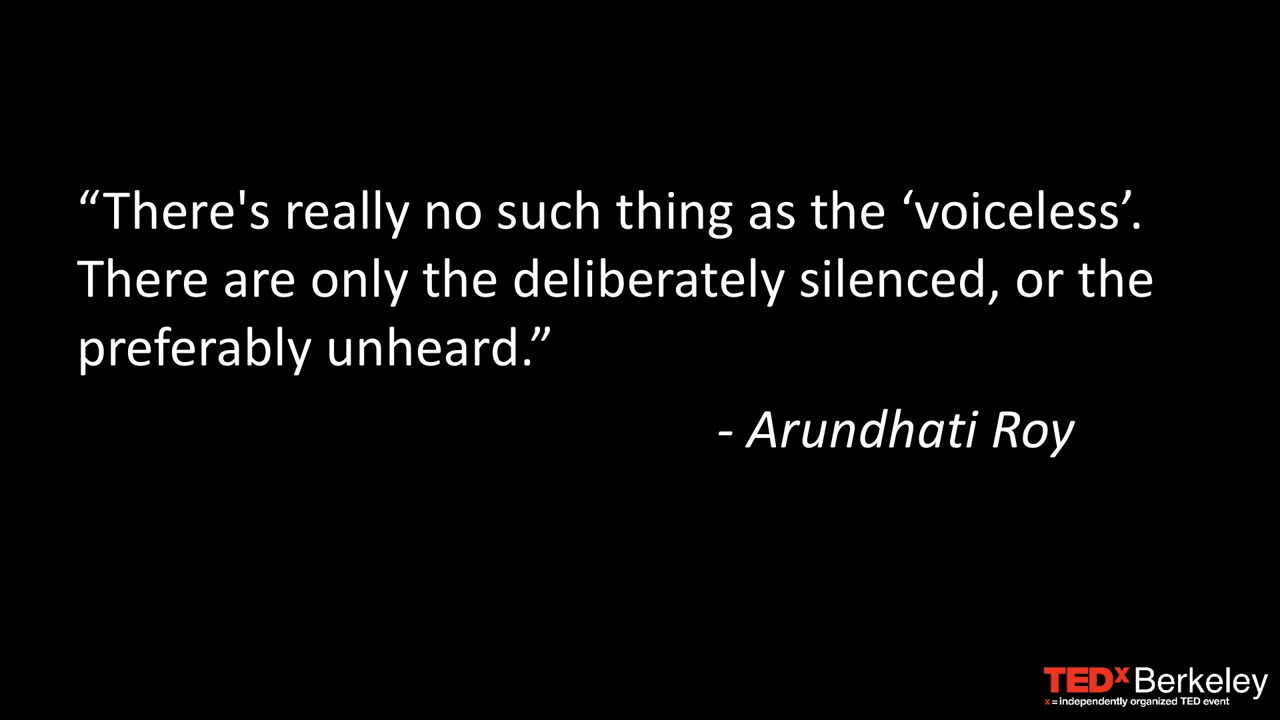 “There's really no such thing as the ‘voiceless’.
There are only the deliberately silenced, or the
preferably unheard.”
- Arundhati Roy
TEDx Berkeley
x = independently organized TED event